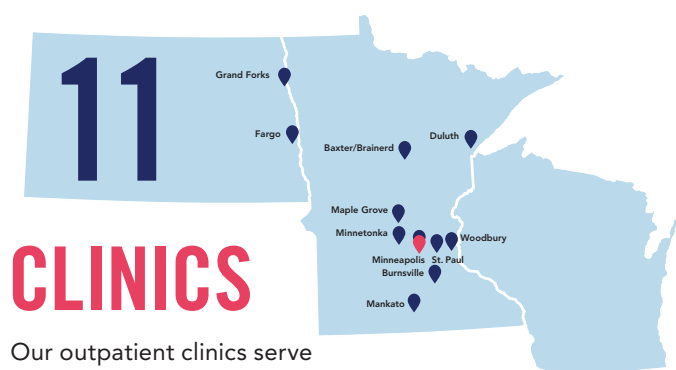 11
Grand Forks
Fargo
Duluth
Baxter/Brainerd
Maple Grove
Minnetonka
Woodbury
Minneapolis St. Paul
Burnsville
Mankato
CLINICS
Our outpatient clinics serve